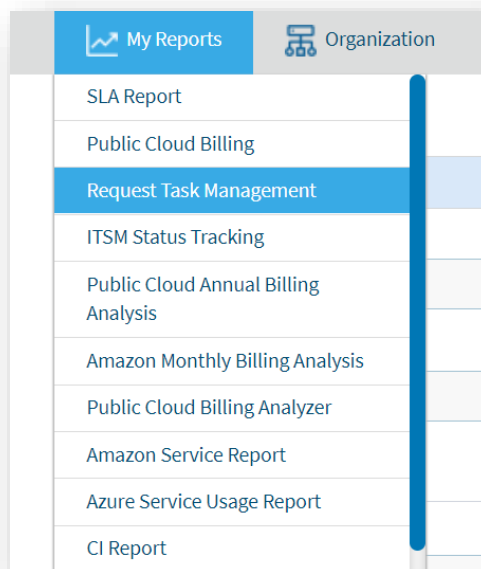 My Reports
Organization
SLA Report
Public Cloud Billing
Request Task Management
ITSM Status Tracking
Public Cloud Annual Billing
Analysis
Amazon Monthly Billing Analysis
Public Cloud Billing Analyzer
Amazon Service Report
Azure Service Usage Report
CI Report